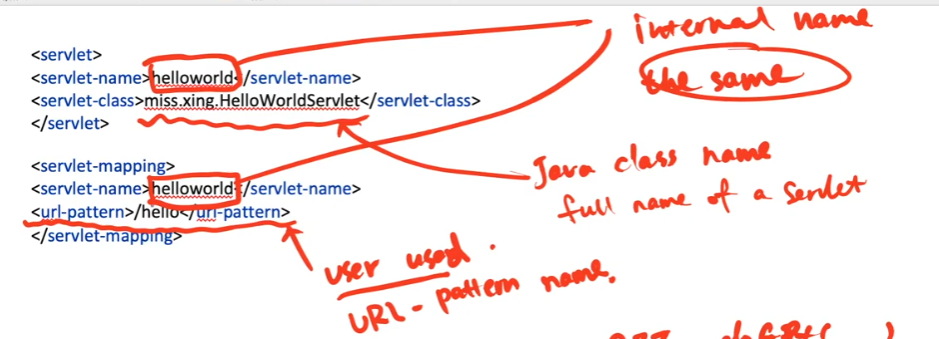 <servlet>
<servlet-name>helloworld</servlet-name>
<servlet-class>miss.xing.HelloWorldServlet</servlet-class>
</servlet>
<servlet-mapping>
<servlet-name>helloworld</servlet-name>
<url-pattern>/hello</url-pattern>
</servlet-mapping>
internal name
the same
Java class name
full name of a Servlet
user used.
URL - pattern name.